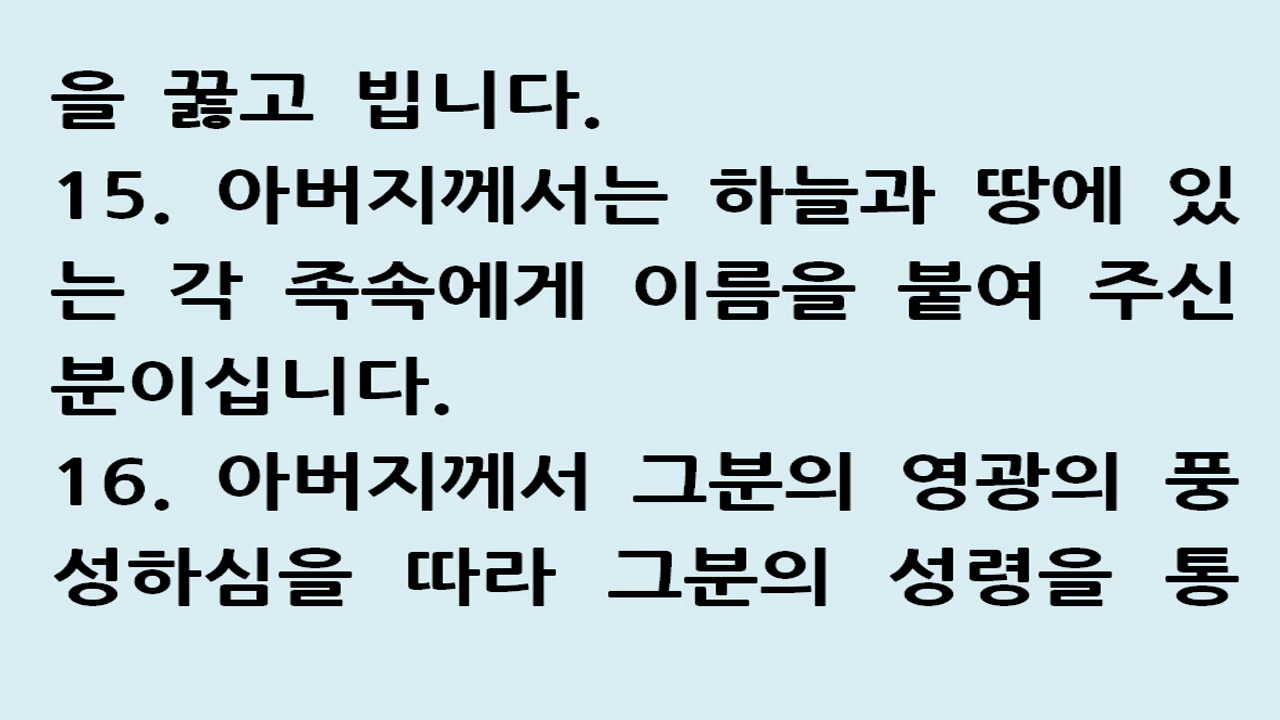 을 꿇고 빕니다.
15. 아버지께서는 하늘과 땅에 있
는 각 족속에게 이름을 붙여 주신
분이십니다.
16. 아버지께서 그분의 영광의 풍
성하심을 따라 그분의 성령을 통